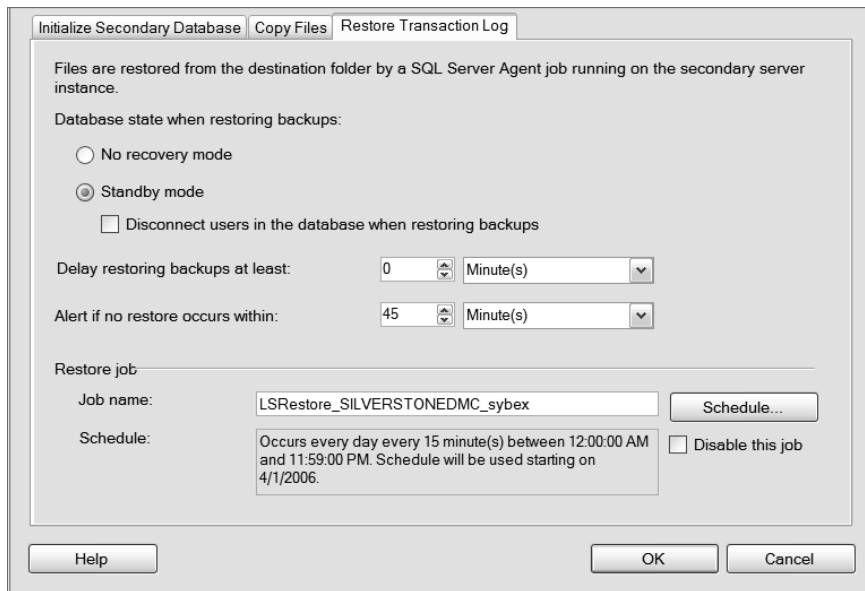 Initialize Secondary Database Copy Files Restore Transaction Log
Files are restored from the destination folder by a SQL Server Agent job running on the secondary server
instance.
Database state when restoring backups:
No recovery mode
Standby mode
Disconnect users in the database when restoring backups
Delay restoring backups at least: 0 Minute(s)
Alert if no restore occurs within: 45 Minute(s)
Restore job
Job name: LSRestore_SILVERSTONEDMC_sybex Schedule...
Schedule: Occurs every day every 15 minute(s) between 12:00:00 AM Disable this job
and 11:59:00 PM. Schedule will be used starting on
4/1/2006.
Help OK Cancel